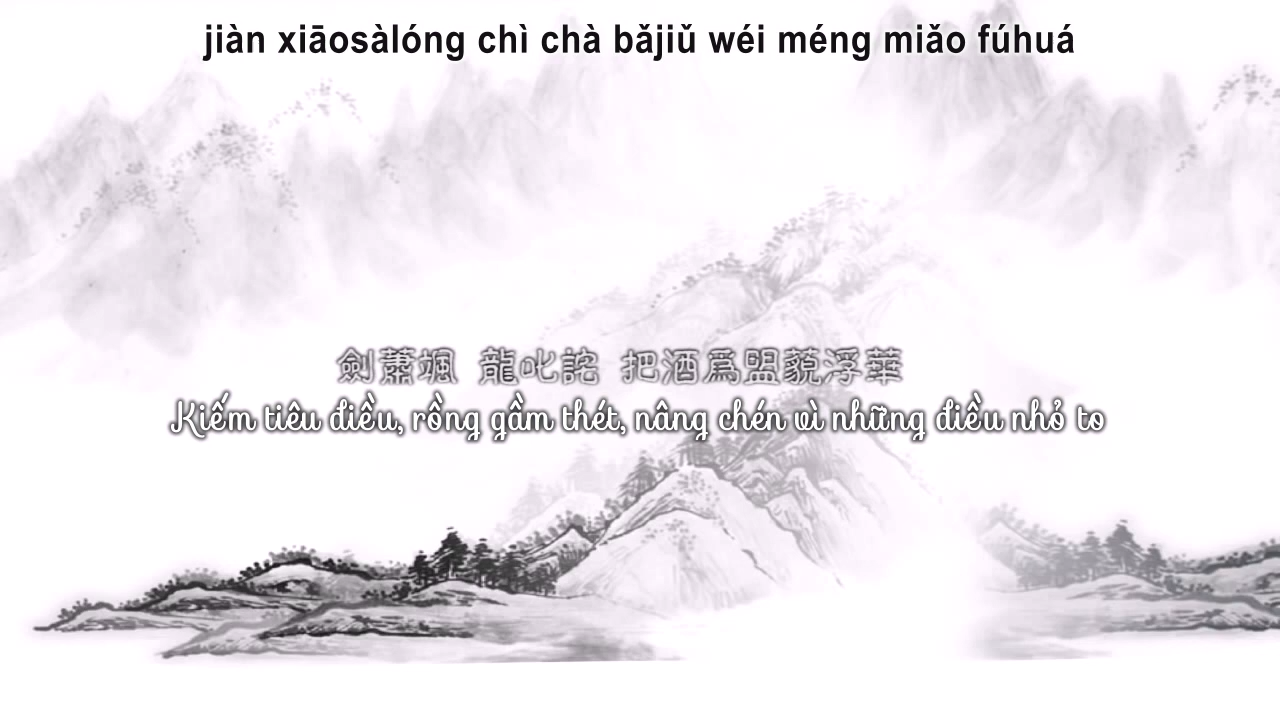 jiàn xiāosàlóng chì chà bǎjiǔ wéi méng miǎo fúhuá
劍蕭颯 龍叱詫 把酒爲盟藐浮華
Kiếm tiêu điều, rồng gầm thét, nâng chén vì những điều nhỏ to